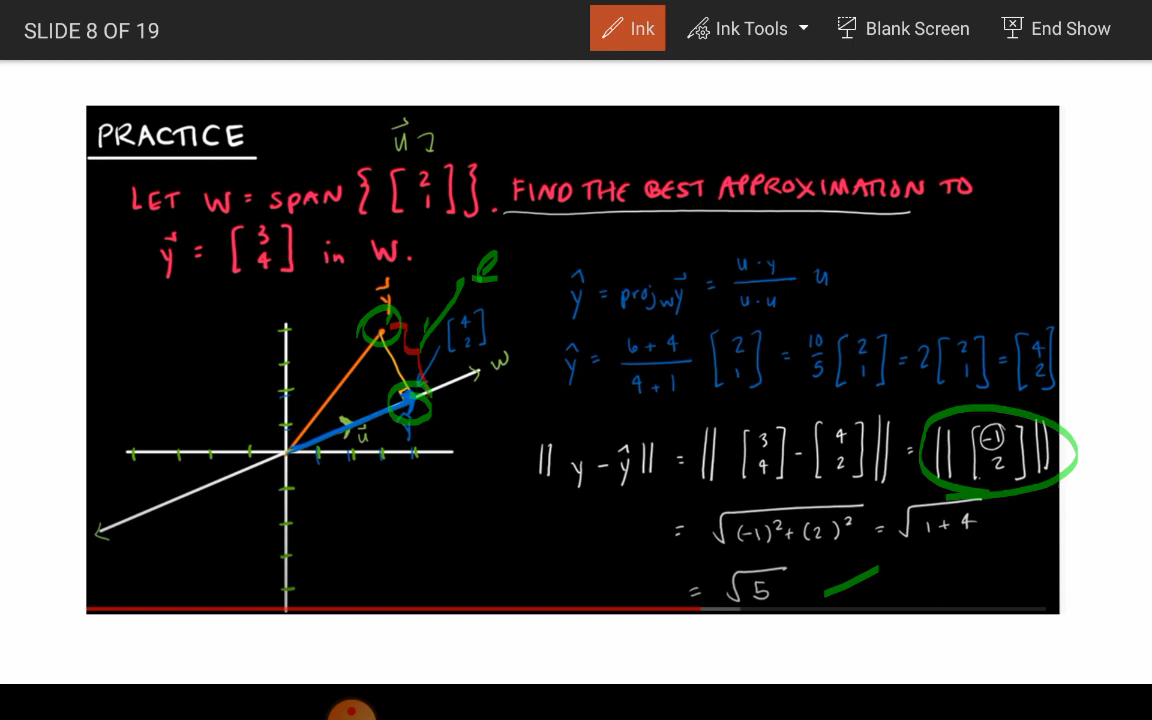 SLIDE 8 OF 19
Ink
Ink Tools
Blank Screen
End Show
PRACTICE
u⃗
LET W = SPAN { [2 1] }. FIND THE BEST APPROXIMATION TO
y⃗ = [3 4] in W.
ŷ = proj_W y⃗ = (u · y)/(u · u) u
ŷ = (6 + 4)/(4 + 1) [2 1] = 10/5 [2 1] = 2 [2 1] = [4 2]
|| y - ŷ || = || [3 4] - [4 2] || = || [-1 2] ||
= √((-1)² + (2)²) = √(1 + 4)
= √5
y⃗
[4 2]
W
u⃗
ŷ